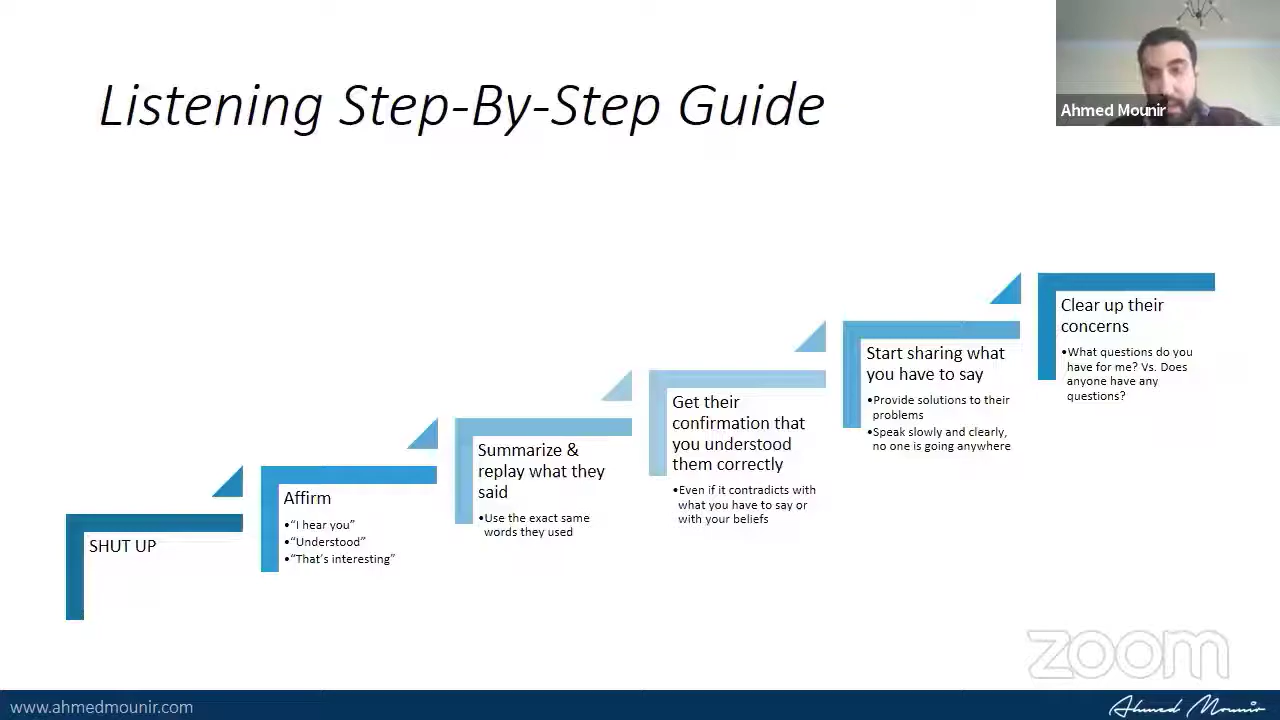 Listening Step-By-Step Guide
Ahmed Mounir
SHUT UP
Affirm
•“I hear you”
•“Understood”
•“That’s interesting”
Summarize &
replay what they
said
•Use the exact same
words they used
Get their
confirmation that
you understood
them correctly
•Even if it contradicts with
what you have to say or
with your beliefs
Start sharing what
you have to say
•Provide solutions to their
problems
•Speak slowly and clearly,
no one is going anywhere
Clear up their
concerns
•What questions do you
have for me? Vs. Does
anyone have any
questions?
zoom
www.ahmedmounir.com
Ahmed Mounir